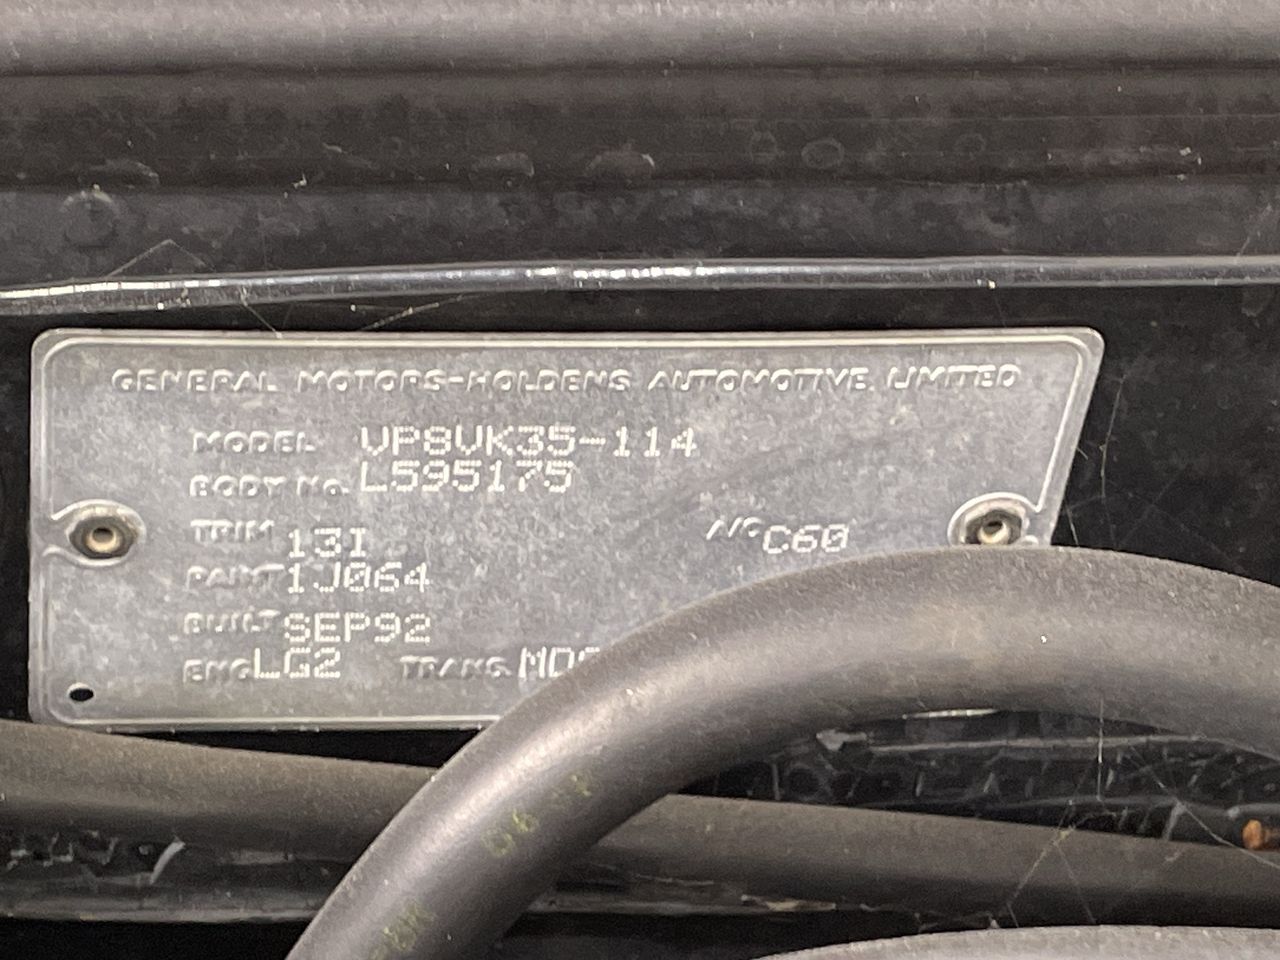 GENERAL MOTORS-HOLDENS AUTOMOTIVE LIMITED
MODEL VP8VK35-114
BODY No. L595175
TRIM 13I
A/C C60
PAINT 1J064
BUILT SEP92
ENG LG2 TRANS.